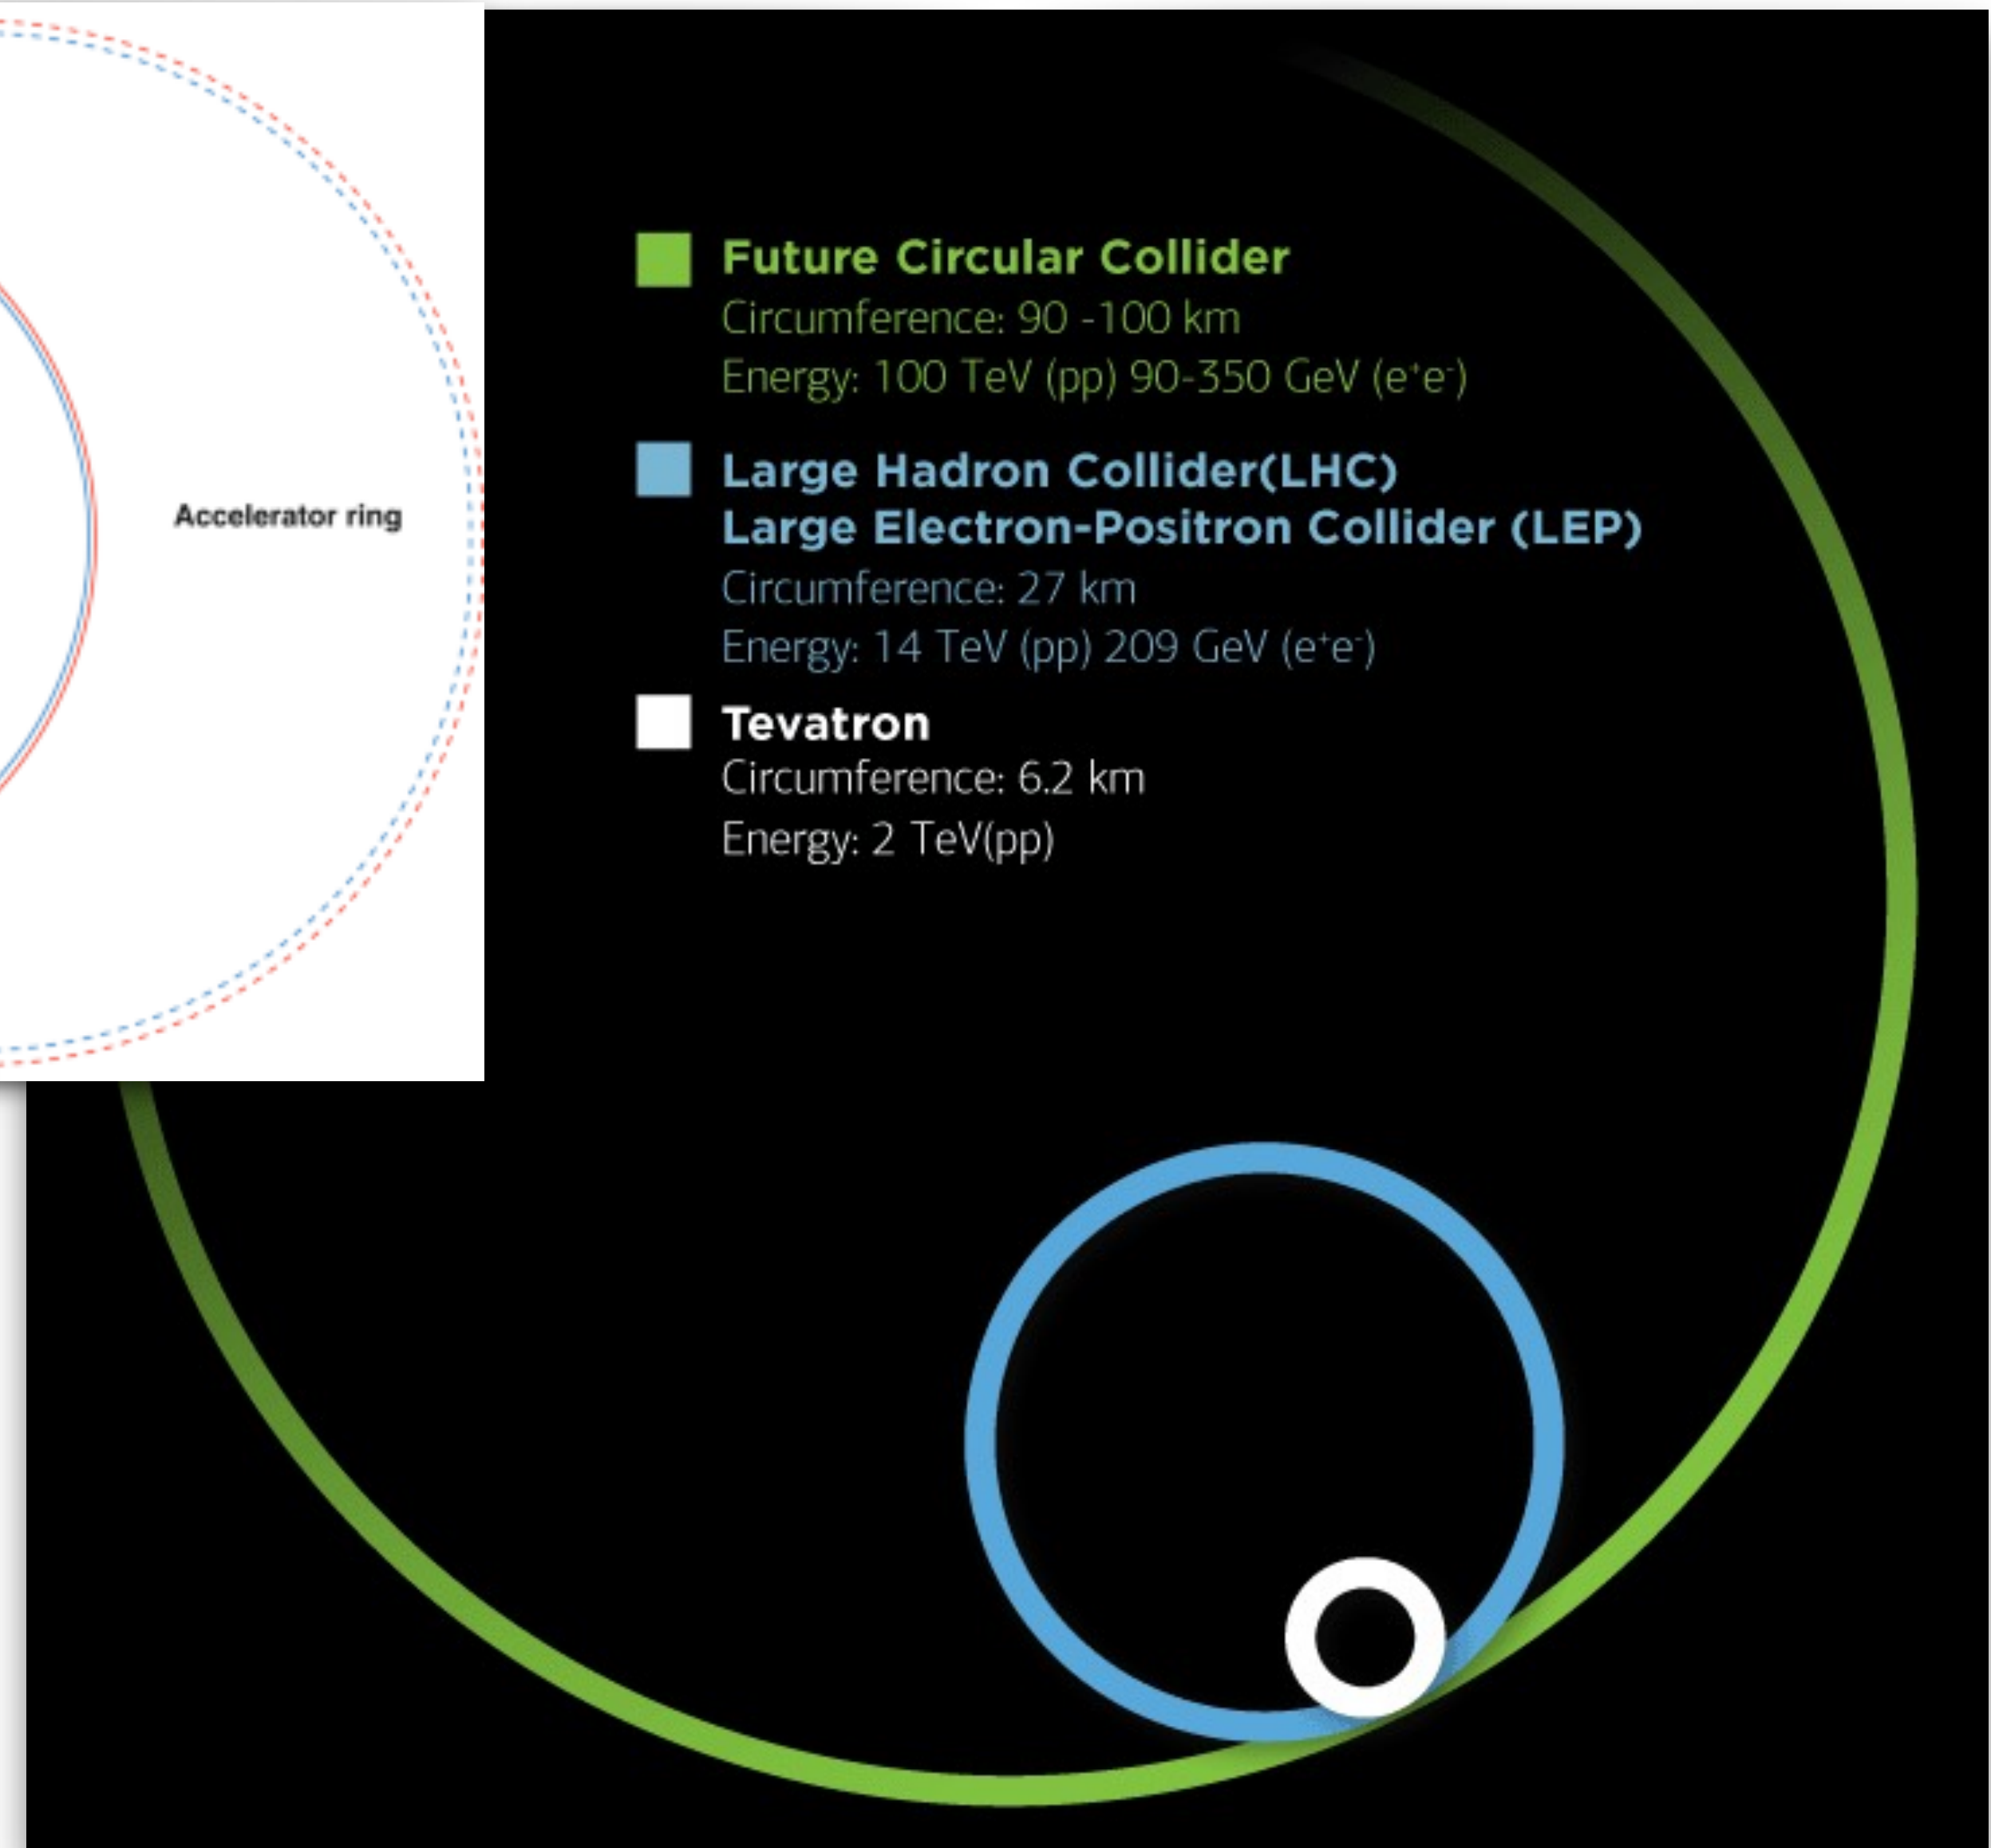 Accelerator ring
Future Circular Collider
Circumference: 90 -100 km
Energy: 100 TeV (pp) 90-350 GeV (e⁺e⁻)
Large Hadron Collider(LHC)
Large Electron-Positron Collider (LEP)
Circumference: 27 km
Energy: 14 TeV (pp) 209 GeV (e⁺e⁻)
Tevatron
Circumference: 6.2 km
Energy: 2 TeV(pp)